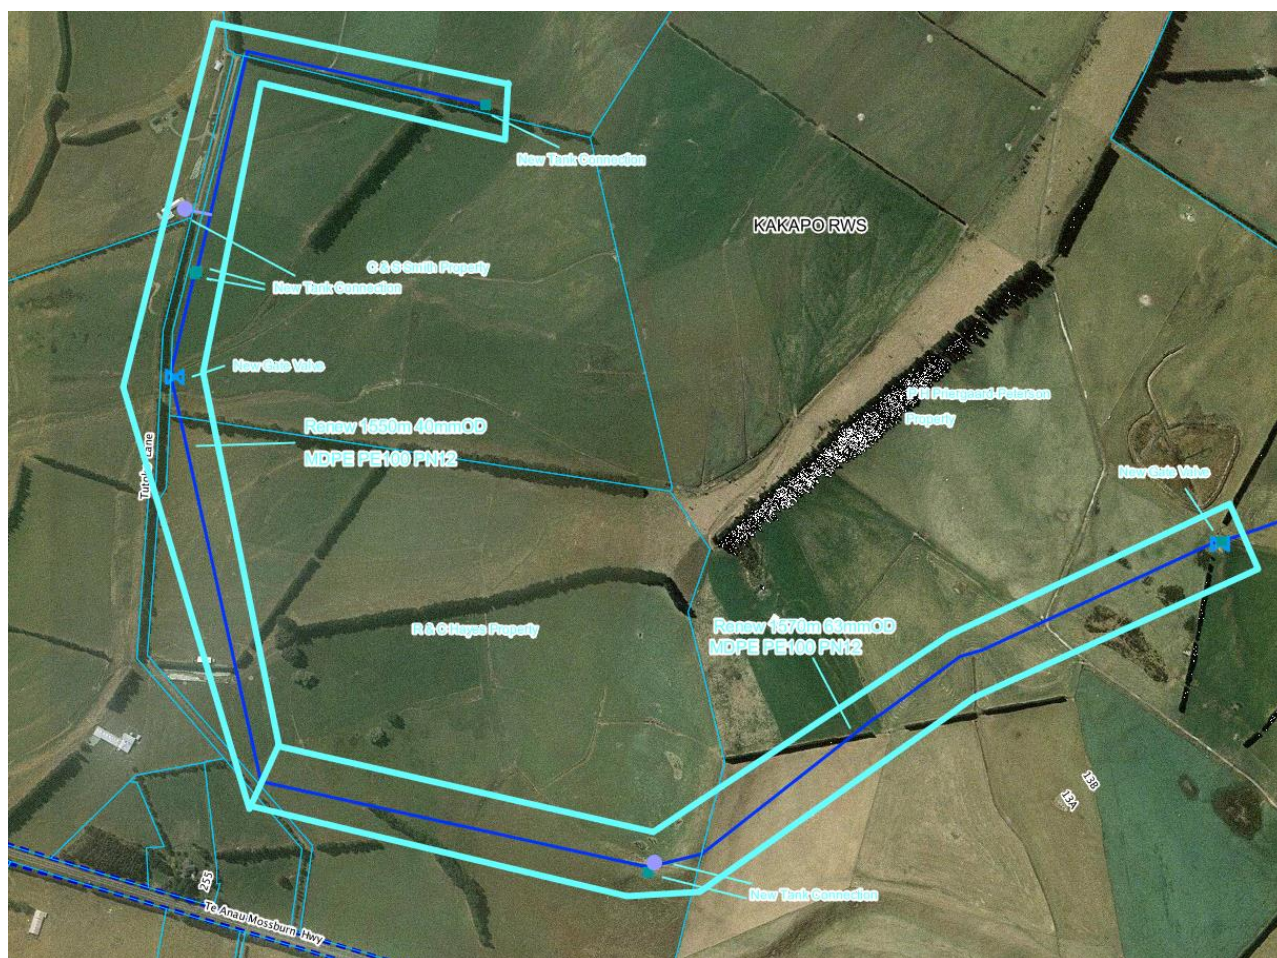 New Tank Connection
KAKAPO RWS
C & S Smith Property
New Tank Connection
New Gate Valve
Property
Renew 1550m 40mmOD
MDPE PE100 PN12
Lane
New Gate Valve
R & C Hayes Property
Renew 1570m 63mmOD
MDPE PE100 PN12
13B
13A
255
New Tank Connection
Te Anau Mossburn Hwy